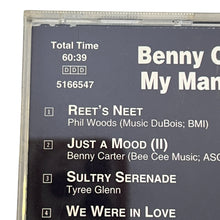 Total Time
60:39
DDD
5166547
Benny
My Man
1 REET'S NEET
Phil Woods (Music DuBois; BMI)
2 JUST A MOOD (II)
Benny Carter (Bee Cee Music; ASC
3 SULTRY SERENADE
Tyree Glenn
4 WE WERE IN LOVE